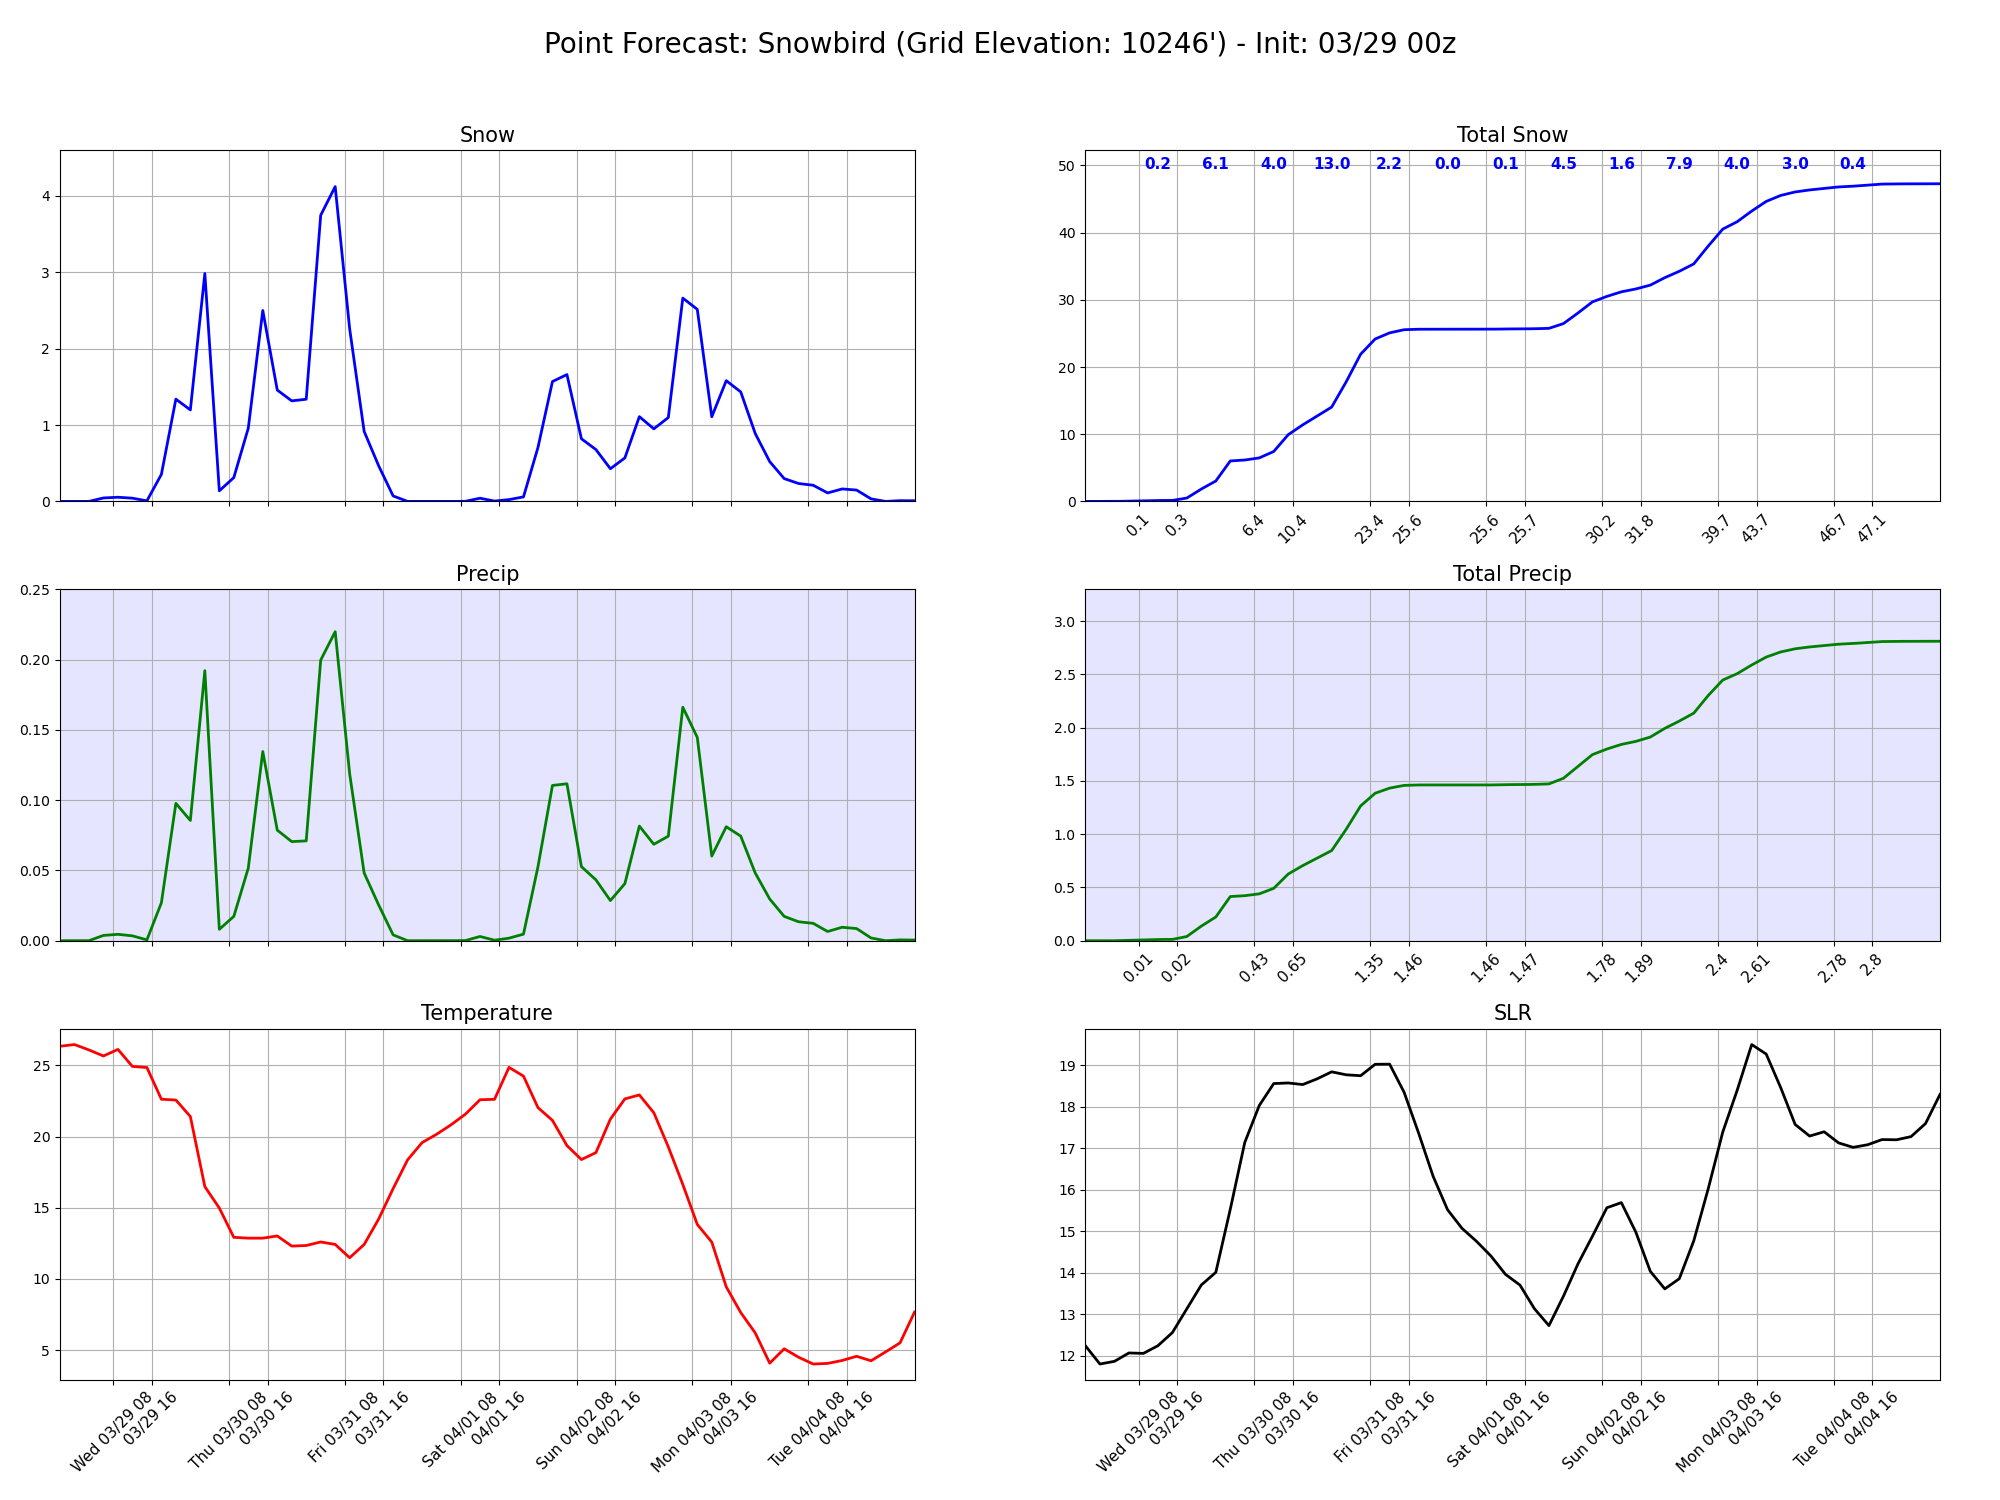 Point Forecast: Snowbird (Grid Elevation: 10246') - Init: 03/29 00z
Snow
4
3
2
1
0
Total Snow
0.2 6.1 4.0 13.0 2.2 0.0 0.1 4.5 1.6 7.9 4.0 3.0 0.4
50
40
30
20
10
0
0.1 0.3 6.4 10.4 23.4 25.6 25.6 25.7 30.2 31.8 39.7 43.7 46.7 47.1
Precip
0.25
0.20
0.15
0.10
0.05
0.00
Total Precip
3.0
2.5
2.0
1.5
1.0
0.5
0.0
0.01 0.02 0.43 0.65 1.35 1.46 1.46 1.47 1.78 1.89 2.4 2.61 2.78 2.8
Temperature
25
20
15
10
5
Wed 03/29 08
03/29 16
Thu 03/30 08
03/30 16
Fri 03/31 08
03/31 16
Sat 04/01 08
04/01 16
Sun 04/02 08
04/02 16
Mon 04/03 08
04/03 16
Tue 04/04 08
04/04 16
SLR
19
18
17
16
15
14
13
12
Wed 03/29 08
03/29 16
Thu 03/30 08
03/30 16
Fri 03/31 08
03/31 16
Sat 04/01 08
04/01 16
Sun 04/02 08
04/02 16
Mon 04/03 08
04/03 16
Tue 04/04 08
04/04 16